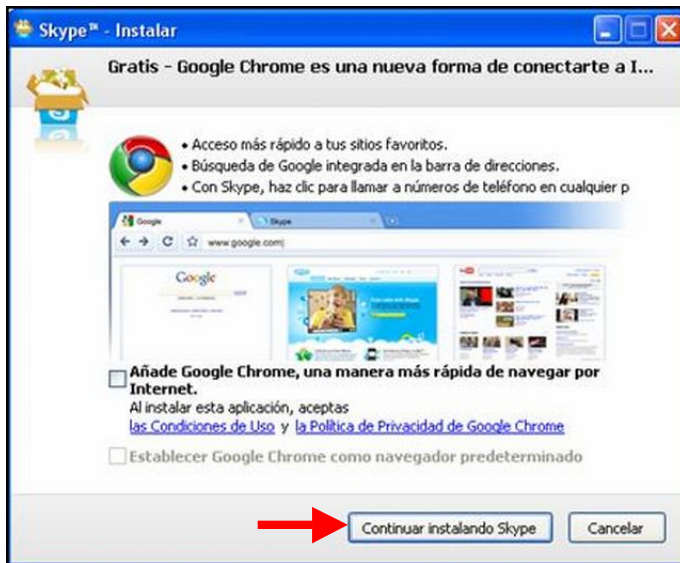 Skype™ - Instalar
Gratis - Google Chrome es una nueva forma de conectarte a I...
• Acceso más rápido a tus sitios favoritos.
• Búsqueda de Google integrada en la barra de direcciones.
• Con Skype, haz clic para llamar a números de teléfono en cualquier p
Google
Skype
www.google.com
Google
Añade Google Chrome, una manera más rápida de navegar por
Internet.
Al instalar esta aplicación, aceptas
las Condiciones de Uso y la Política de Privacidad de Google Chrome
Establecer Google Chrome como navegador predeterminado
Continuar instalando Skype
Cancelar